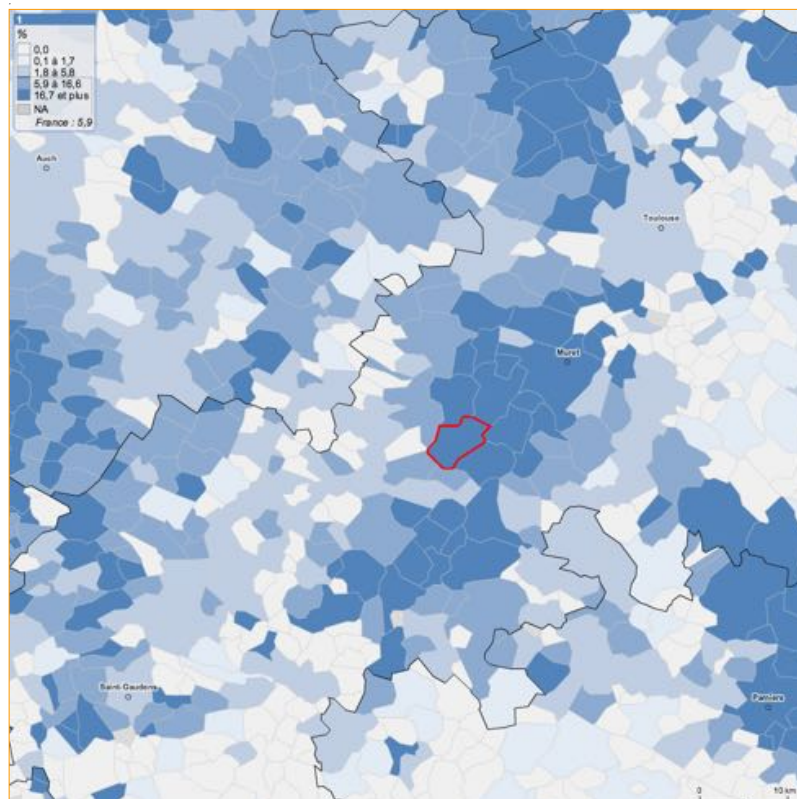 1
%
0,0
0,1 à 1,7
1,8 à 5,8
5,9 à 16,6
16,7 et plus
NA
France : 5,9
Auch
Toulouse
Muret
Saint-Gaudens
Pamiers
0 10 km